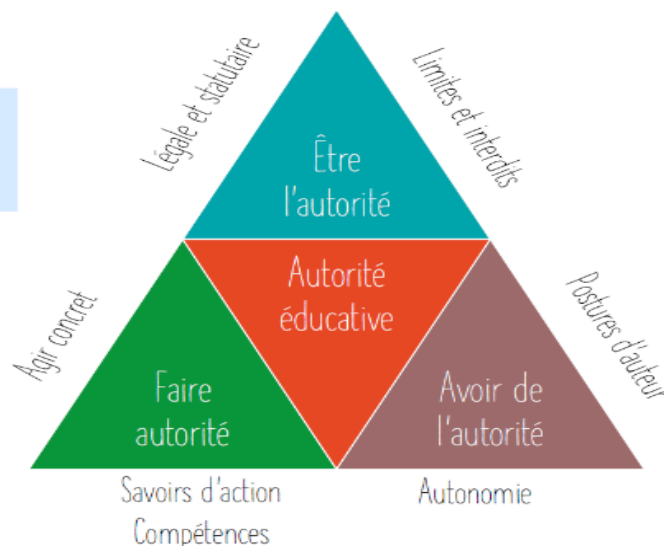 Légale et statutaire
Limites et interdits
Être
l'autorité
Autorité
éducative
Agir concret
Postures d'auteur
Faire
autorité
Avoir de
l'autorité
Savoirs d'action
Compétences
Autonomie